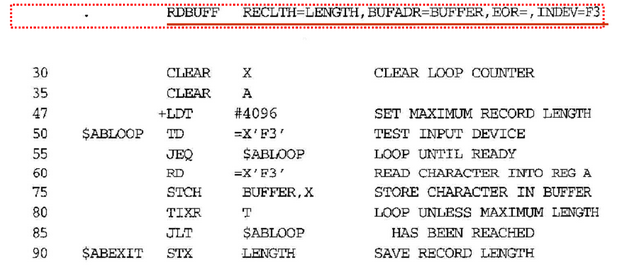 . RDBUFF RECLTH=LENGTH,BUFADR=BUFFER,EOR=,INDEV=F3
30 CLEAR X CLEAR LOOP COUNTER
35 CLEAR A
47 +LDT #4096 SET MAXIMUM RECORD LENGTH
50 $ABLOOP TD =X'F3' TEST INPUT DEVICE
55 JEQ $ABLOOP LOOP UNTIL READY
60 RD =X'F3' READ CHARACTER INTO REG A
75 STCH BUFFER,X STORE CHARACTER IN BUFFER
80 TIXR T LOOP UNLESS MAXIMUM LENGTH
85 JLT $ABLOOP HAS BEEN REACHED
90 $ABEXIT STX LENGTH SAVE RECORD LENGTH